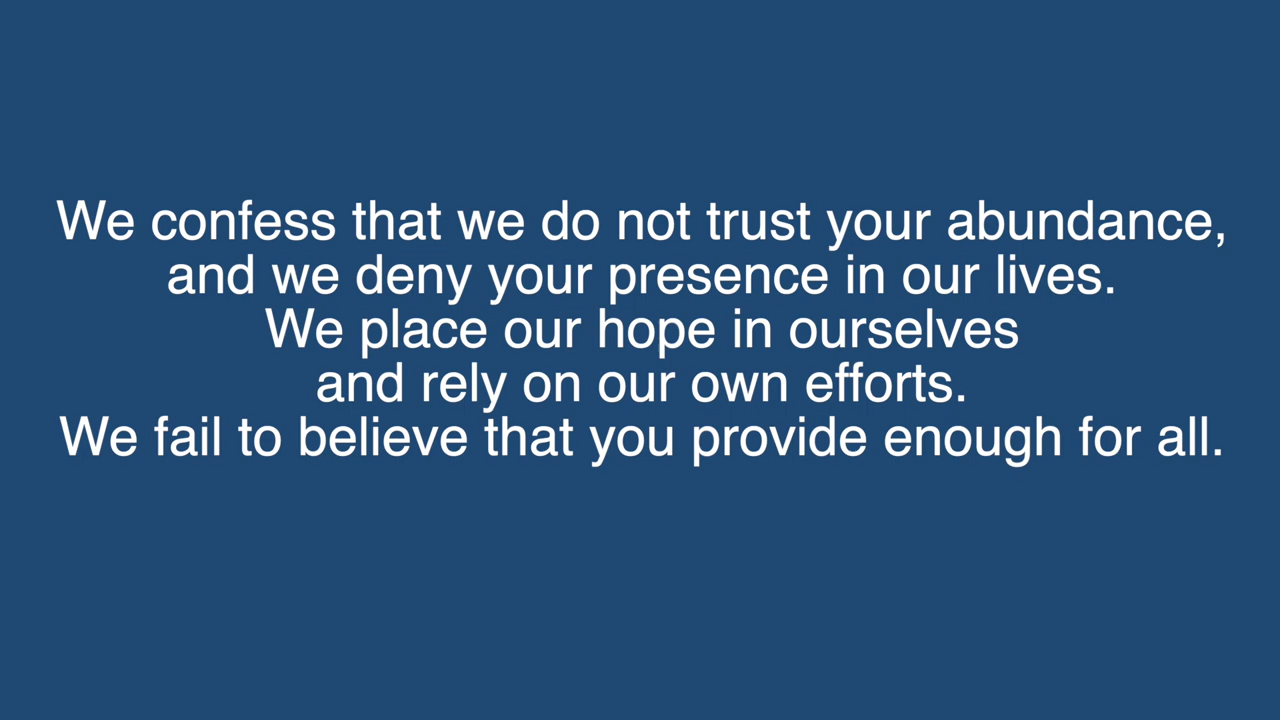 We confess that we do not trust your abundance,
and we deny your presence in our lives.
We place our hope in ourselves
and rely on our own efforts.
We fail to believe that you provide enough for all.